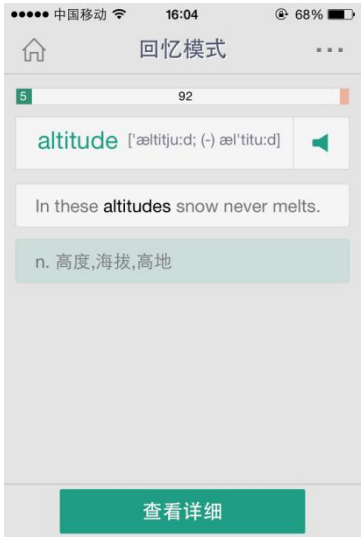 中国移动 16:04 68%
回忆模式
5 92
altitude ['æltitju:d; (-) æl'titu:d]
In these altitudes snow never melts.
n. 高度,海拔,高地
查看详细